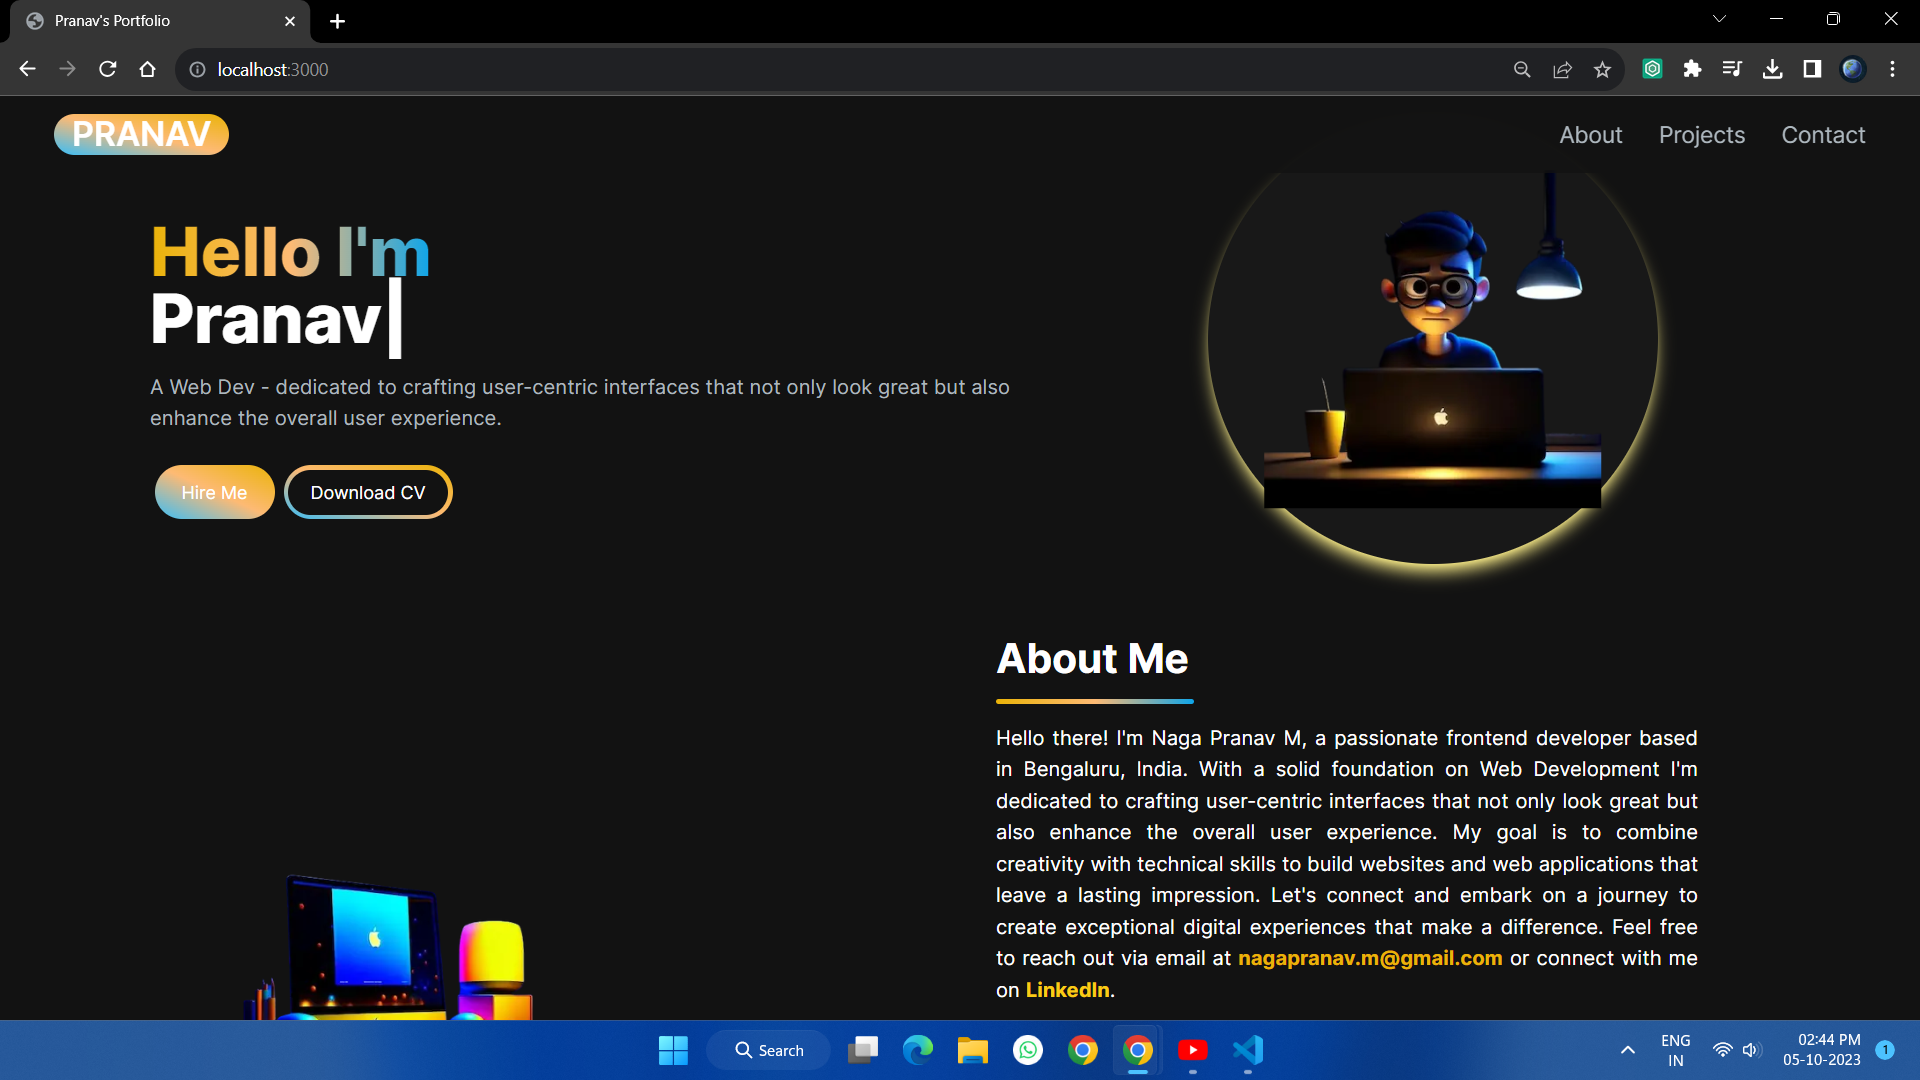 Pranav's Portfolio
localhost:3000
PRANAV
About
Projects
Contact
Hello I'm
Pranav
A Web Dev - dedicated to crafting user-centric interfaces that not only look great but also
enhance the overall user experience.
Hire Me
Download CV
About Me
Hello there! I'm Naga Pranav M, a passionate frontend developer based
in Bengaluru, India. With a solid foundation on Web Development I'm
dedicated to crafting user-centric interfaces that not only look great but
also enhance the overall user experience. My goal is to combine
creativity with technical skills to build websites and web applications that
leave a lasting impression. Let's connect and embark on a journey to
create exceptional digital experiences that make a difference. Feel free
to reach out via email at nagapranav.m@gmail.com or connect with me
on LinkedIn.
Search
ENG
IN
02:44 PM
05-10-2023
1